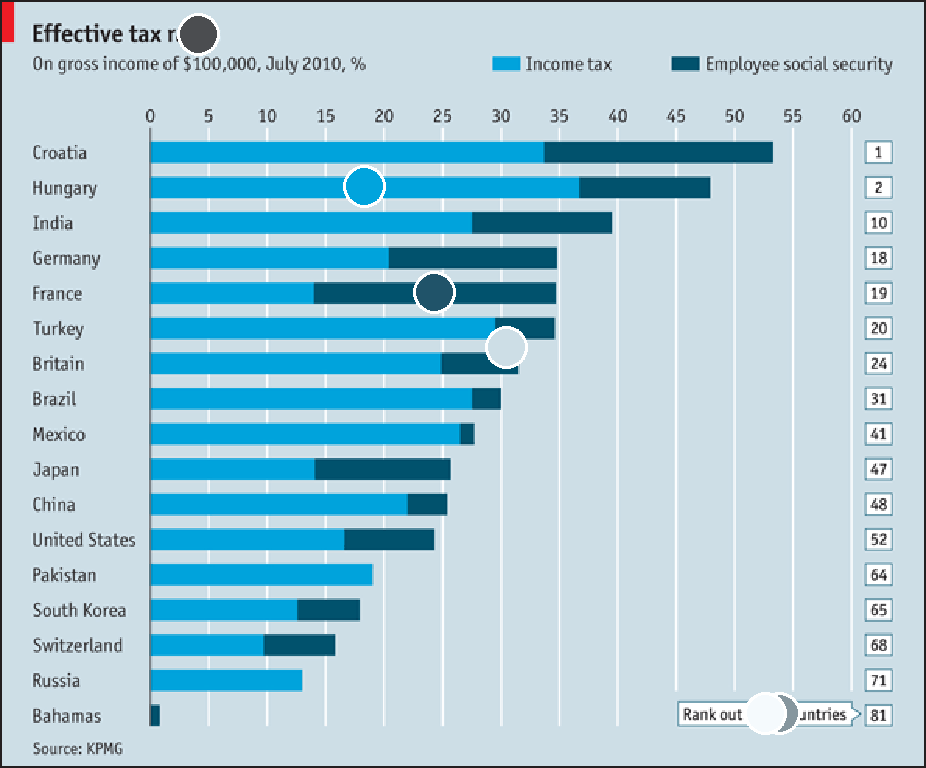 Effective tax
On gross income of $100,000, July 2010, %
Income tax
Employee social security
0 5 10 15 20 25 30 35 40 45 50 55 60
Croatia 1
Hungary 2
India 10
Germany 18
France 19
Turkey 20
Britain 24
Brazil 31
Mexico 41
Japan 47
China 48
United States 52
Pakistan 64
South Korea 65
Switzerland 68
Russia 71
Bahamas 81
Rank out
Source: KPMG